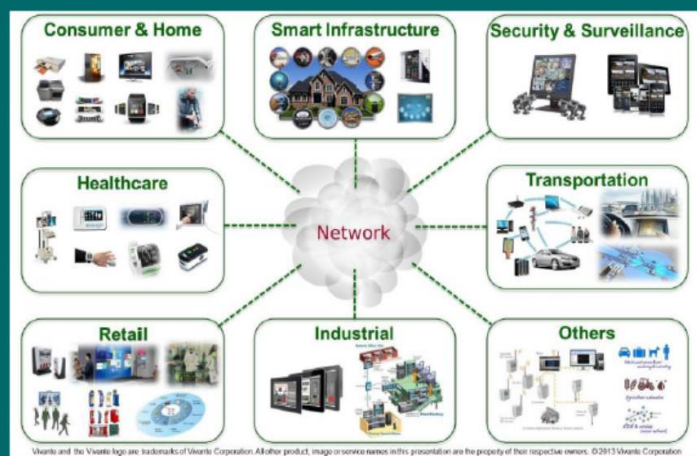 Consumer & Home
Smart Infrastructure
Security & Surveillance
Healthcare
Network
Transportation
Retail
Industrial
Others
Vivante and the Vivante logo are trademarks of Vivante Corporation. All other product, image or service names in this presentation are the property of their respective owners. ©2013 Vivante Corporation